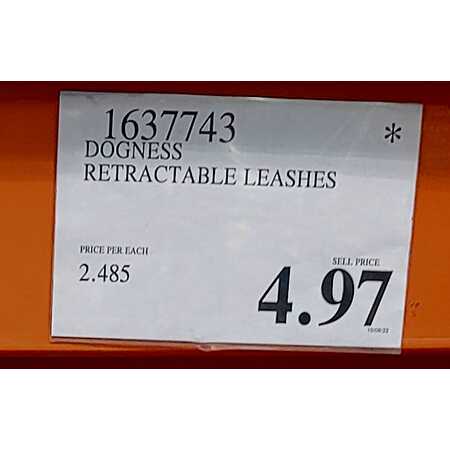 1637743 *
DOGNESS
RETRACTABLE LEASHES
PRICE PER EACH
2.485
SELL PRICE
4.97